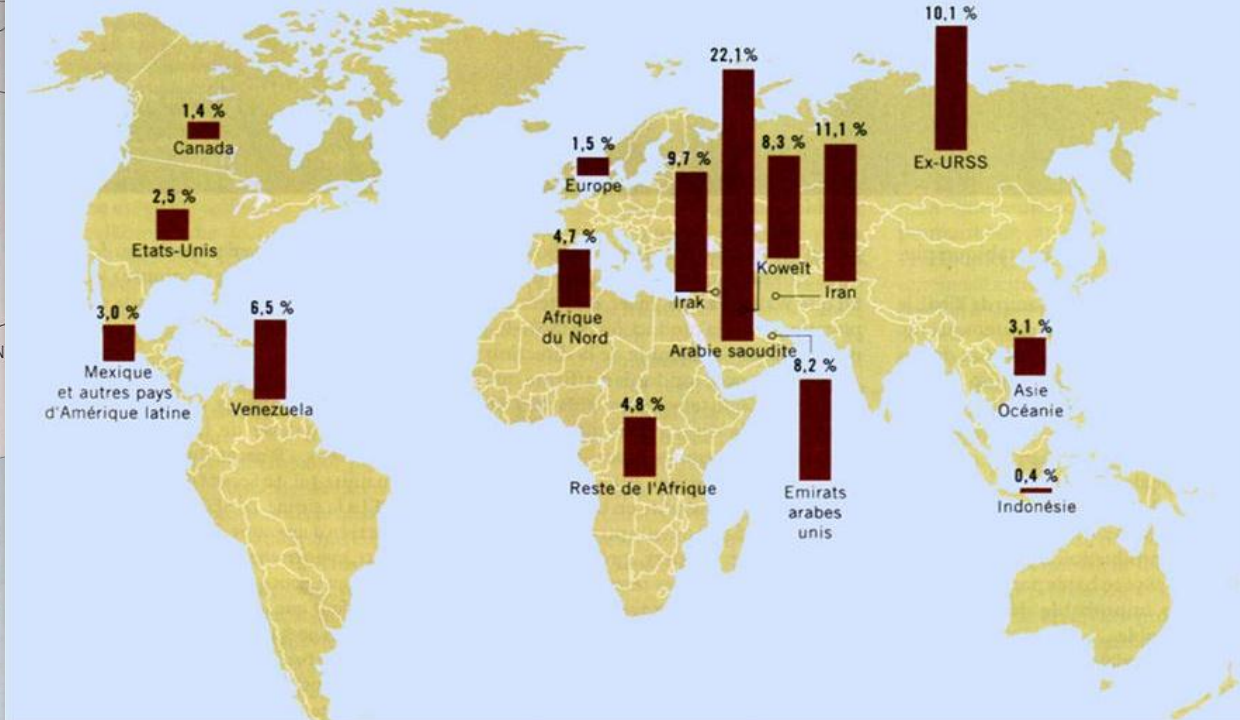 10,1 %
Ex-URSS
22,1%
1,4 %
Canada
1,5 %
Europe
9,7 %
Irak
8,3 %
Koweït
11,1 %
Iran
2,5 %
Etats-Unis
4,7 %
Afrique
du Nord
Arabie saoudite
3,0 %
Mexique
et autres pays
d'Amérique latine
6,5 %
Venezuela
3,1 %
Asie
Océanie
8,2 %
Emirats
arabes
unis
4,8 %
Reste de l'Afrique
0,4 %
Indonésie
N